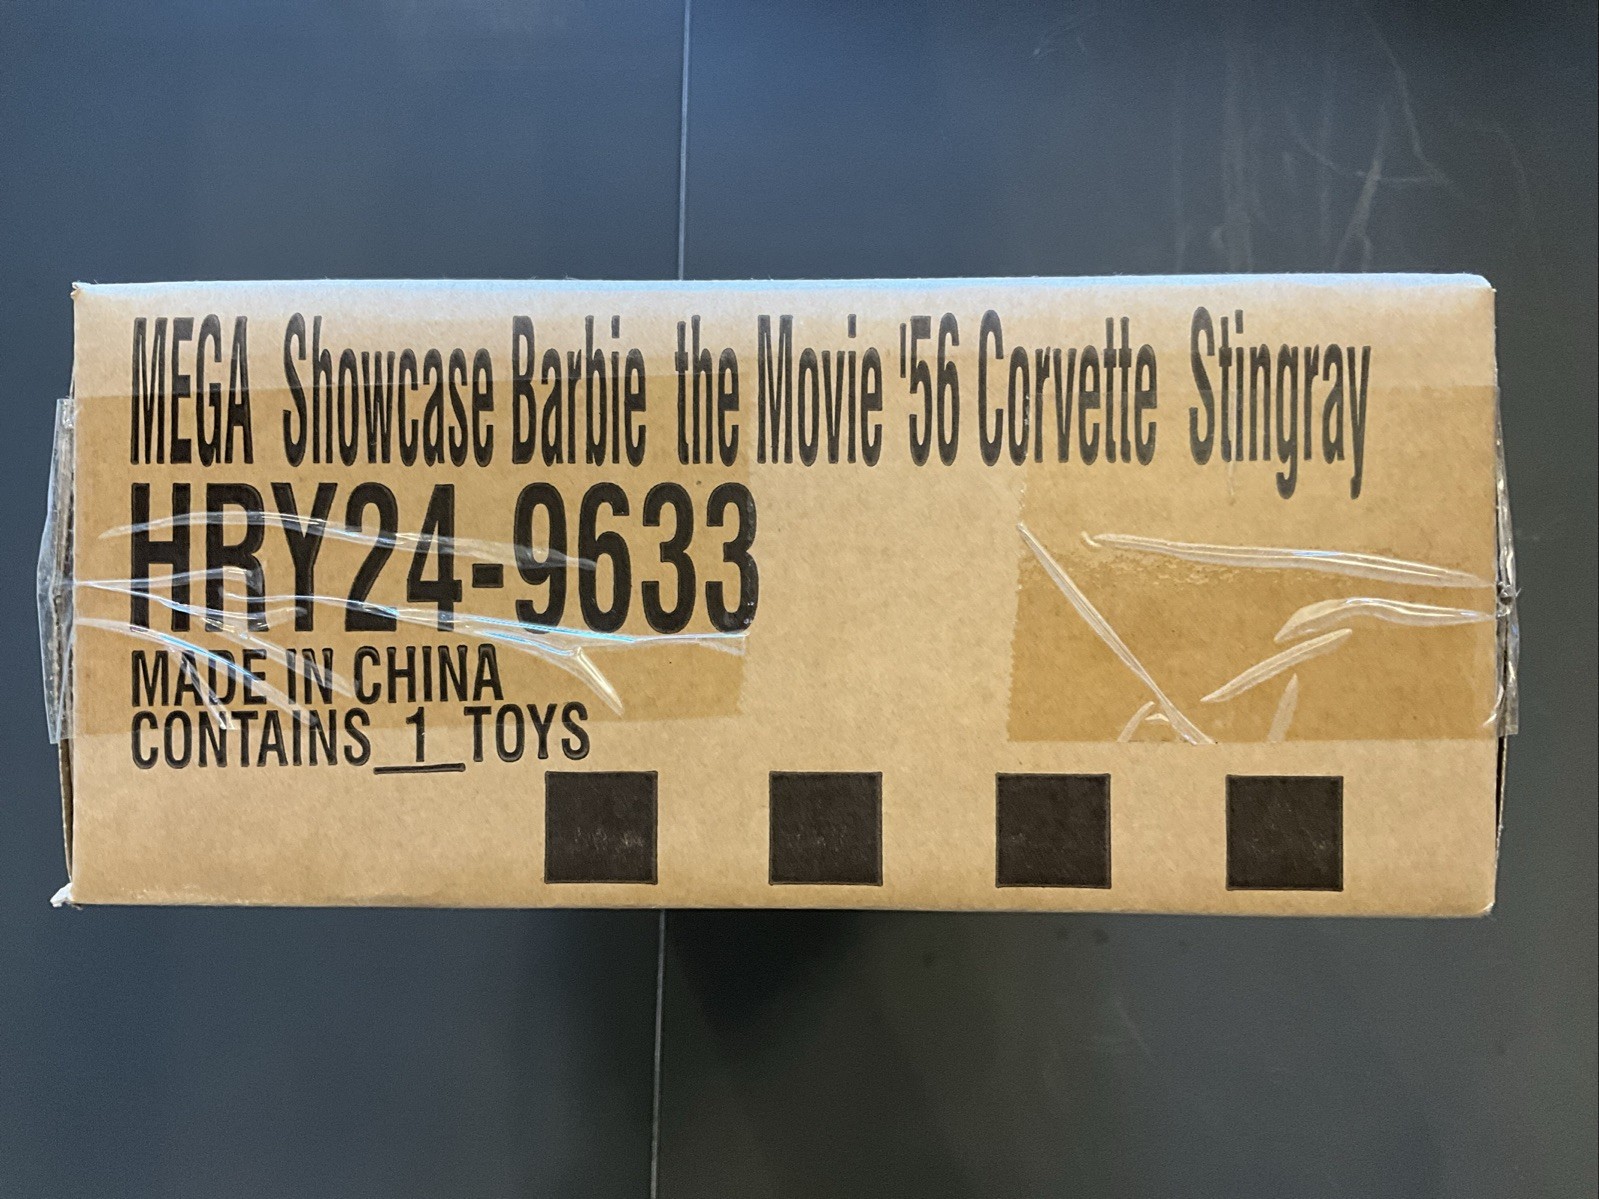 MEGA Showcase Barbie the Movie '56 Corvette Stingray
HRY24-9633
MADE IN CHINA
CONTAINS 1 TOYS